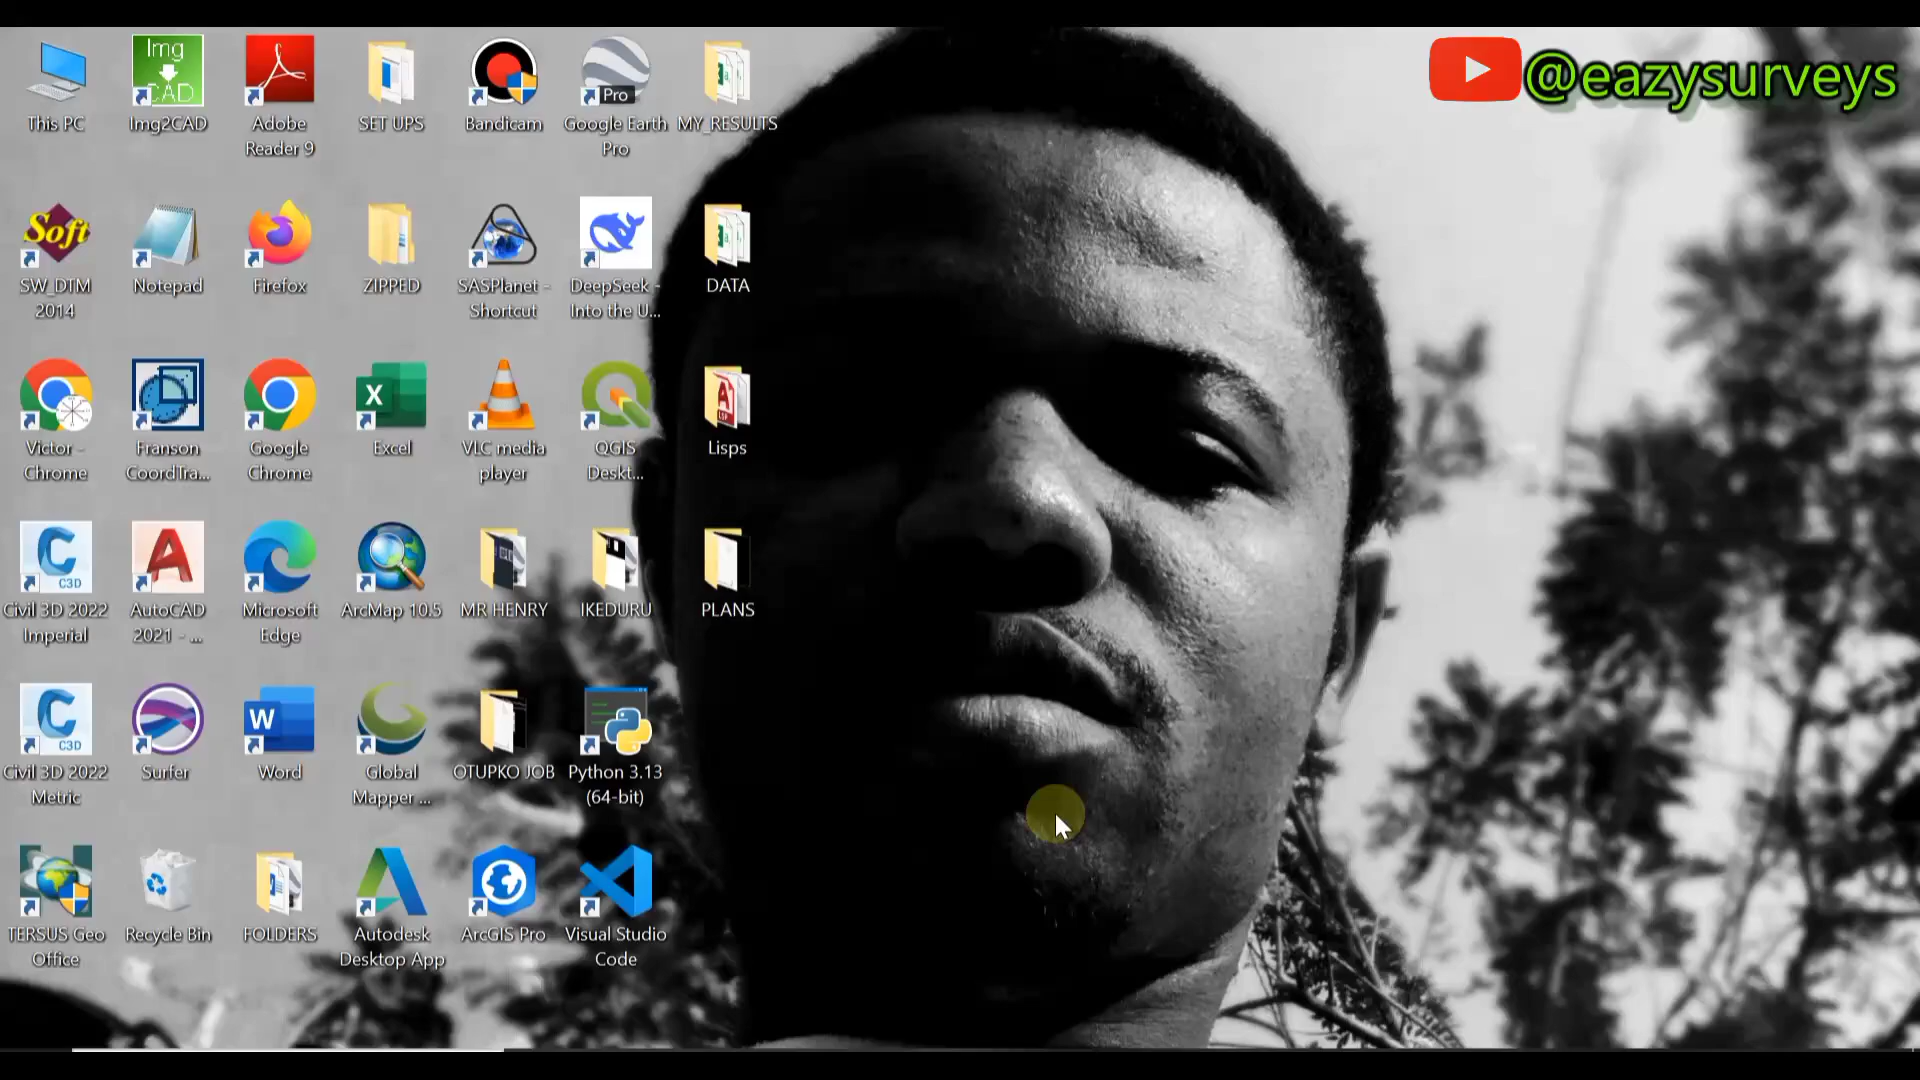 @eazysurveys
Img
CAD
Pro
This PC
Img2CAD
Adobe
Reader 9
SET UPS
Bandicam
Google Earth
Pro
MY_RESULTS
Soft
SW_DTM
2014
Notepad
Firefox
ZIPPED
SASPlanet -
Shortcut
DeepSeek -
Into the U...
DATA
X
A
LSP
Victor -
Chrome
Franson
CoordTra...
Google
Chrome
Excel
VLC media
player
QGIS
Deskt...
Lisps
C
C3D
A
Civil 3D 2022
Imperial
AutoCAD
2021 - ...
Microsoft
Edge
ArcMap 10.5
MR HENRY
IKEDURU
PLANS
C
C3D
W
Civil 3D 2022
Metric
Surfer
Word
Global
Mapper ...
OTUPKO JOB
Python 3.13
(64-bit)
TERSUS Geo
Office
Recycle Bin
FOLDERS
Autodesk
Desktop App
ArcGIS Pro
Visual Studio
Code